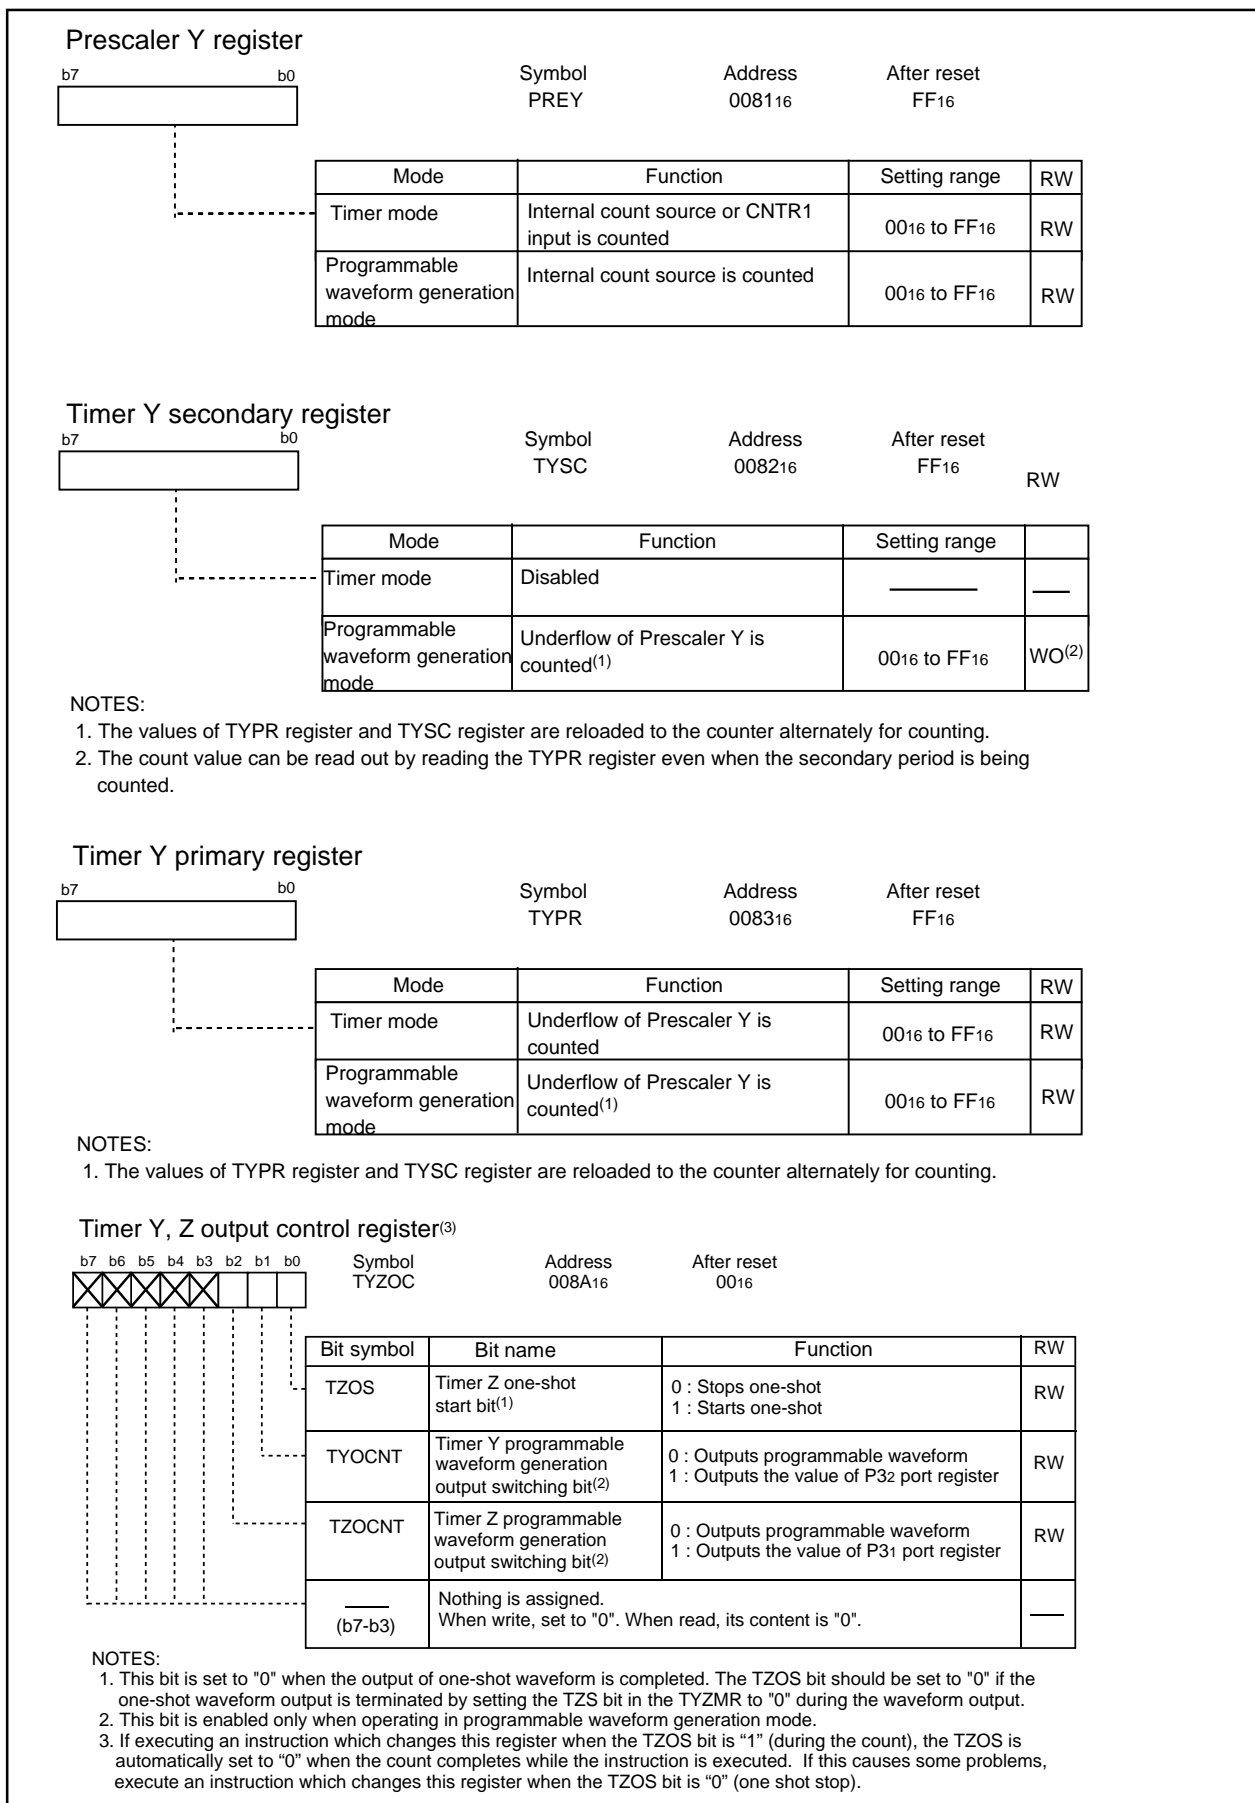 Prescaler Y register
b7 b0
Symbol Address After reset
PREY 008116 FF16
Mode Function Setting range RW
Timer mode Internal count source or CNTR1 input is counted 0016 to FF16 RW
Programmable waveform generation mode Internal count source is counted 0016 to FF16 RW
Timer Y secondary register
b7 b0
Symbol Address After reset
TYSC 008216 FF16
RW
Mode Function Setting range
Timer mode Disabled
Programmable waveform generation mode Underflow of Prescaler Y is counted(1) 0016 to FF16 WO(2)
NOTES:
1. The values of TYPR register and TYSC register are reloaded to the counter alternately for counting.
2. The count value can be read out by reading the TYPR register even when the secondary period is being
counted.
Timer Y primary register
b7 b0
Symbol Address After reset
TYPR 008316 FF16
Mode Function Setting range RW
Timer mode Underflow of Prescaler Y is counted 0016 to FF16 RW
Programmable waveform generation mode Underflow of Prescaler Y is counted(1) 0016 to FF16 RW
NOTES:
1. The values of TYPR register and TYSC register are reloaded to the counter alternately for counting.
Timer Y, Z output control register(3)
b7 b6 b5 b4 b3 b2 b1 b0
Symbol Address After reset
TYZOC 008A16 0016
Bit symbol Bit name Function RW
TZOS Timer Z one-shot start bit(1) 0 : Stops one-shot 1 : Starts one-shot RW
TYOCNT Timer Y programmable waveform generation output switching bit(2) 0 : Outputs programmable waveform 1 : Outputs the value of P32 port register RW
TZOCNT Timer Z programmable waveform generation output switching bit(2) 0 : Outputs programmable waveform 1 : Outputs the value of P31 port register RW
(b7-b3) Nothing is assigned. When write, set to "0". When read, its content is "0".
NOTES:
1. This bit is set to "0" when the output of one-shot waveform is completed. The TZOS bit should be set to "0" if the
one-shot waveform output is terminated by setting the TZS bit in the TYZMR to "0" during the waveform output.
2. This bit is enabled only when operating in programmable waveform generation mode.
3. If executing an instruction which changes this register when the TZOS bit is “1” (during the count), the TZOS is
automatically set to “0” when the count completes while the instruction is executed. If this causes some problems,
execute an instruction which changes this register when the TZOS bit is “0” (one shot stop).